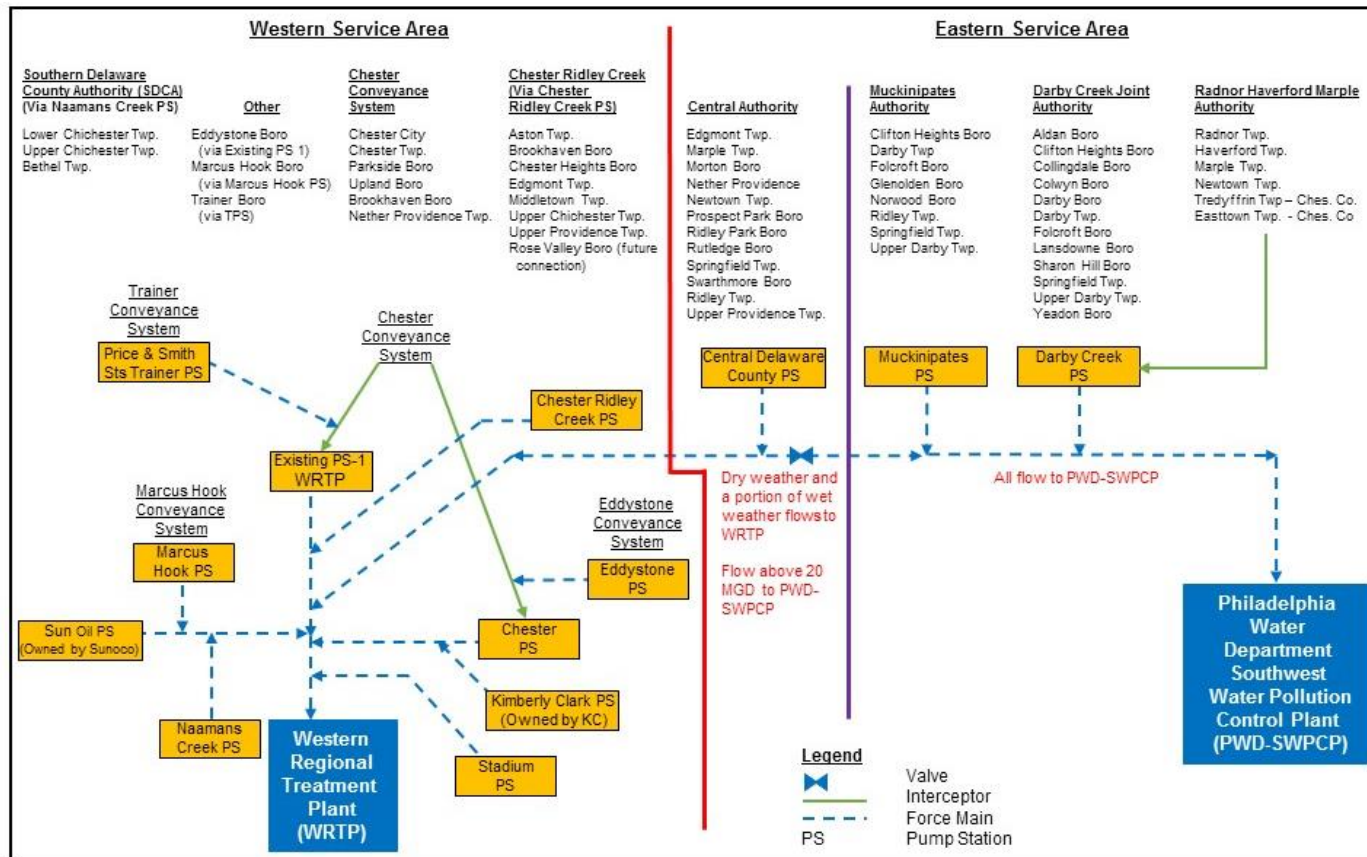 Western Service Area
Eastern Service Area
Southern Delaware
County Authority (SDCA)
(Via Naamans Creek PS)
Lower Chichester Twp.
Upper Chichester Twp.
Bethel Twp.
Other
Eddystone Boro
(via Existing PS 1)
Marcus Hook Boro
(via Marcus Hook PS)
Trainer Boro
(via TPS)
Chester
Conveyance
System
Chester City
Chester Twp.
Parkside Boro
Upland Boro
Brookhaven Boro
Nether Providence Twp.
Chester Ridley Creek
(Via Chester
Ridley Creek PS)
Aston Twp.
Brookhaven Boro
Chester Heights Boro
Edgmont Twp.
Middletown Twp.
Upper Chichester Twp.
Upper Providence Twp.
Rose Valley Boro (future
connection)
Central Authority
Edgmont Twp.
Marple Twp.
Morton Boro
Nether Providence
Newtown Twp.
Prospect Park Boro
Ridley Park Boro
Rutledge Boro
Springfield Twp.
Swarthmore Boro
Ridley Twp.
Upper Providence Twp.
Muckinipates
Authority
Clifton Heights Boro
Darby Twp
Folcroft Boro
Glenolden Boro
Norwood Boro
Ridley Twp.
Springfield Twp.
Upper Darby Twp.
Darby Creek Joint
Authority
Aldan Boro
Clifton Heights Boro
Collingdale Boro
Colwyn Boro
Darby Boro
Darby Twp.
Folcroft Boro
Lansdowne Boro
Sharon Hill Boro
Springfield Twp.
Upper Darby Twp.
Yeadon Boro
Radnor Haverford Marple
Authority
Radnor Twp.
Haverford Twp.
Marple Twp.
Newtown Twp.
Tredyffrin Twp – Ches. Co.
Easttown Twp. – Ches. Co
Trainer
Conveyance
System
Price & Smith
Sts Trainer PS
Chester
Conveyance
System
Chester Ridley
Creek PS
Central Delaware
County PS
Muckinipates
PS
Darby Creek
PS
Existing PS-1
WRTP
Marcus Hook
Conveyance
System
Marcus
Hook PS
Eddystone
Conveyance
System
Eddystone
PS
Dry weather and
a portion of wet
weather flows to
WRTP
Flow above 20
MGD to PWD-
SWPCP
All flow to PWD-SWPCP
Sun Oil PS
(Owned by Sunoco)
Chester
PS
Kimberly Clark PS
(Owned by KC)
Naamans
Creek PS
Stadium
PS
Western
Regional
Treatment
Plant
(WRTP)
Philadelphia
Water
Department
Southwest
Water Pollution
Control Plant
(PWD-SWPCP)
Legend
Valve
Interceptor
Force Main
PS Pump Station